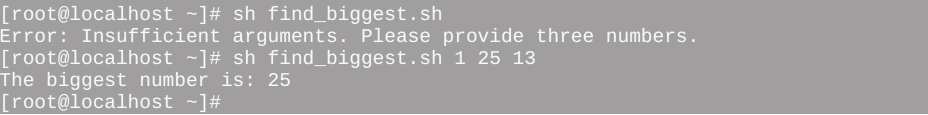 [root@localhost ~]# sh find_biggest.sh
Error: Insufficient arguments. Please provide three numbers.
[root@localhost ~]# sh find_biggest.sh 1 25 13
The biggest number is: 25
[root@localhost ~]#